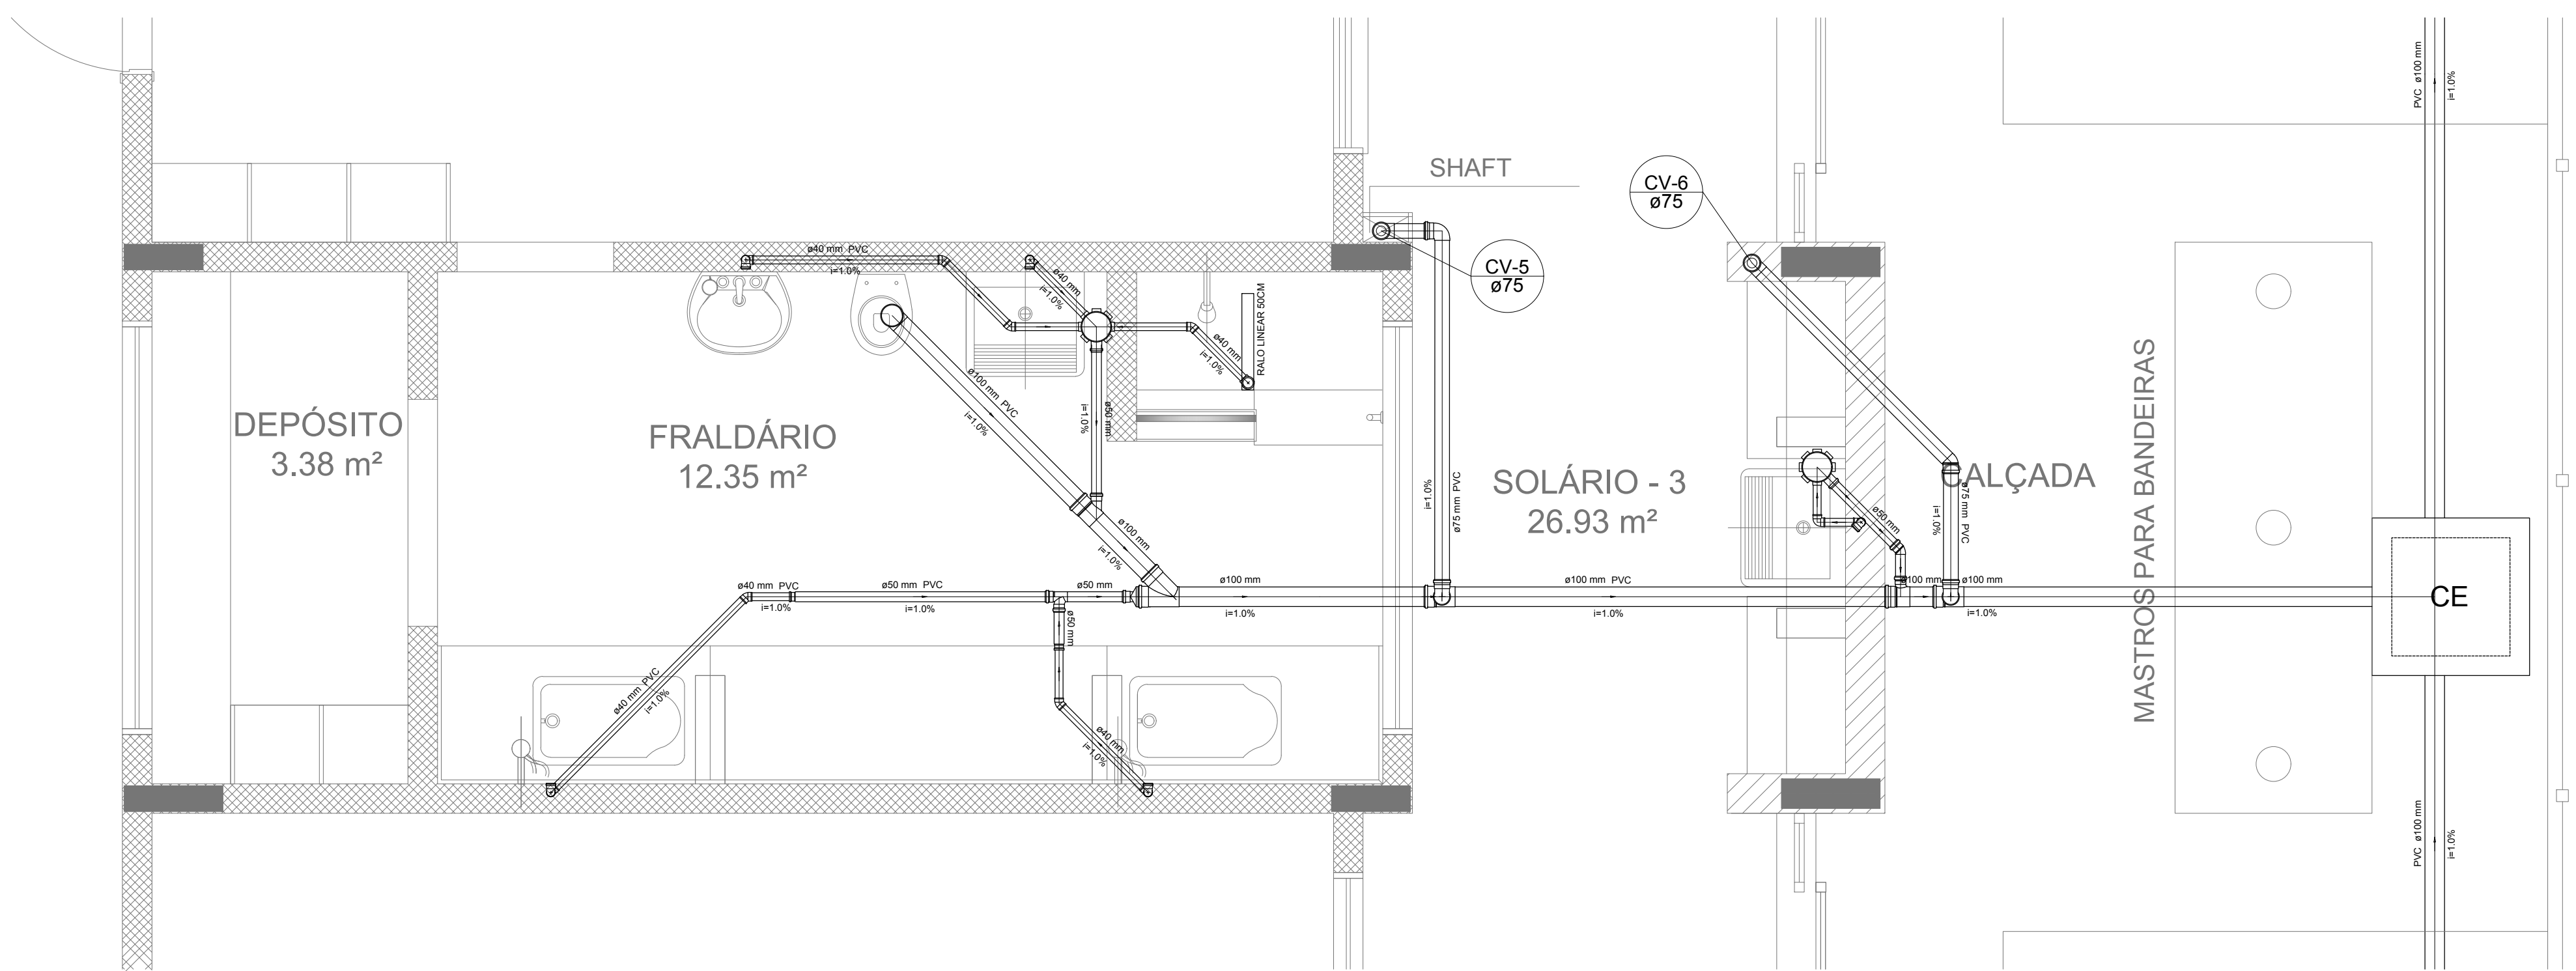 PVC ø100 mm
i=1.0%
SHAFT
CV-6
ø75
CV-5
ø75
ø40 mm PVC
i=1.0%
ø40 mm
i=1.0%
ø40 mm
i=1.0%
RALO LINEAR 50CM
ø100 mm PVC
i=1.0%
ø50 mm
i=1.0%
DEPÓSITO
3.38 m²
FRALDÁRIO
12.35 m²
SOLÁRIO - 3
26.93 m²
CALÇADA
MASTROS PARA BANDEIRAS
i=1.0%
ø75 mm PVC
ø50 mm
i=1.0%
ø75 mm PVC
ø100 mm
i=1.0%
ø40 mm PVC
i=1.0%
ø50 mm PVC
i=1.0%
ø50 mm
ø100 mm
i=1.0%
ø100 mm PVC
i=1.0%
ø100 mm
ø100 mm
i=1.0%
CE
ø50 mm
ø40 mm PVC
i=1.0%
ø40 mm
i=1.0%
PVC ø100 mm
i=1.0%